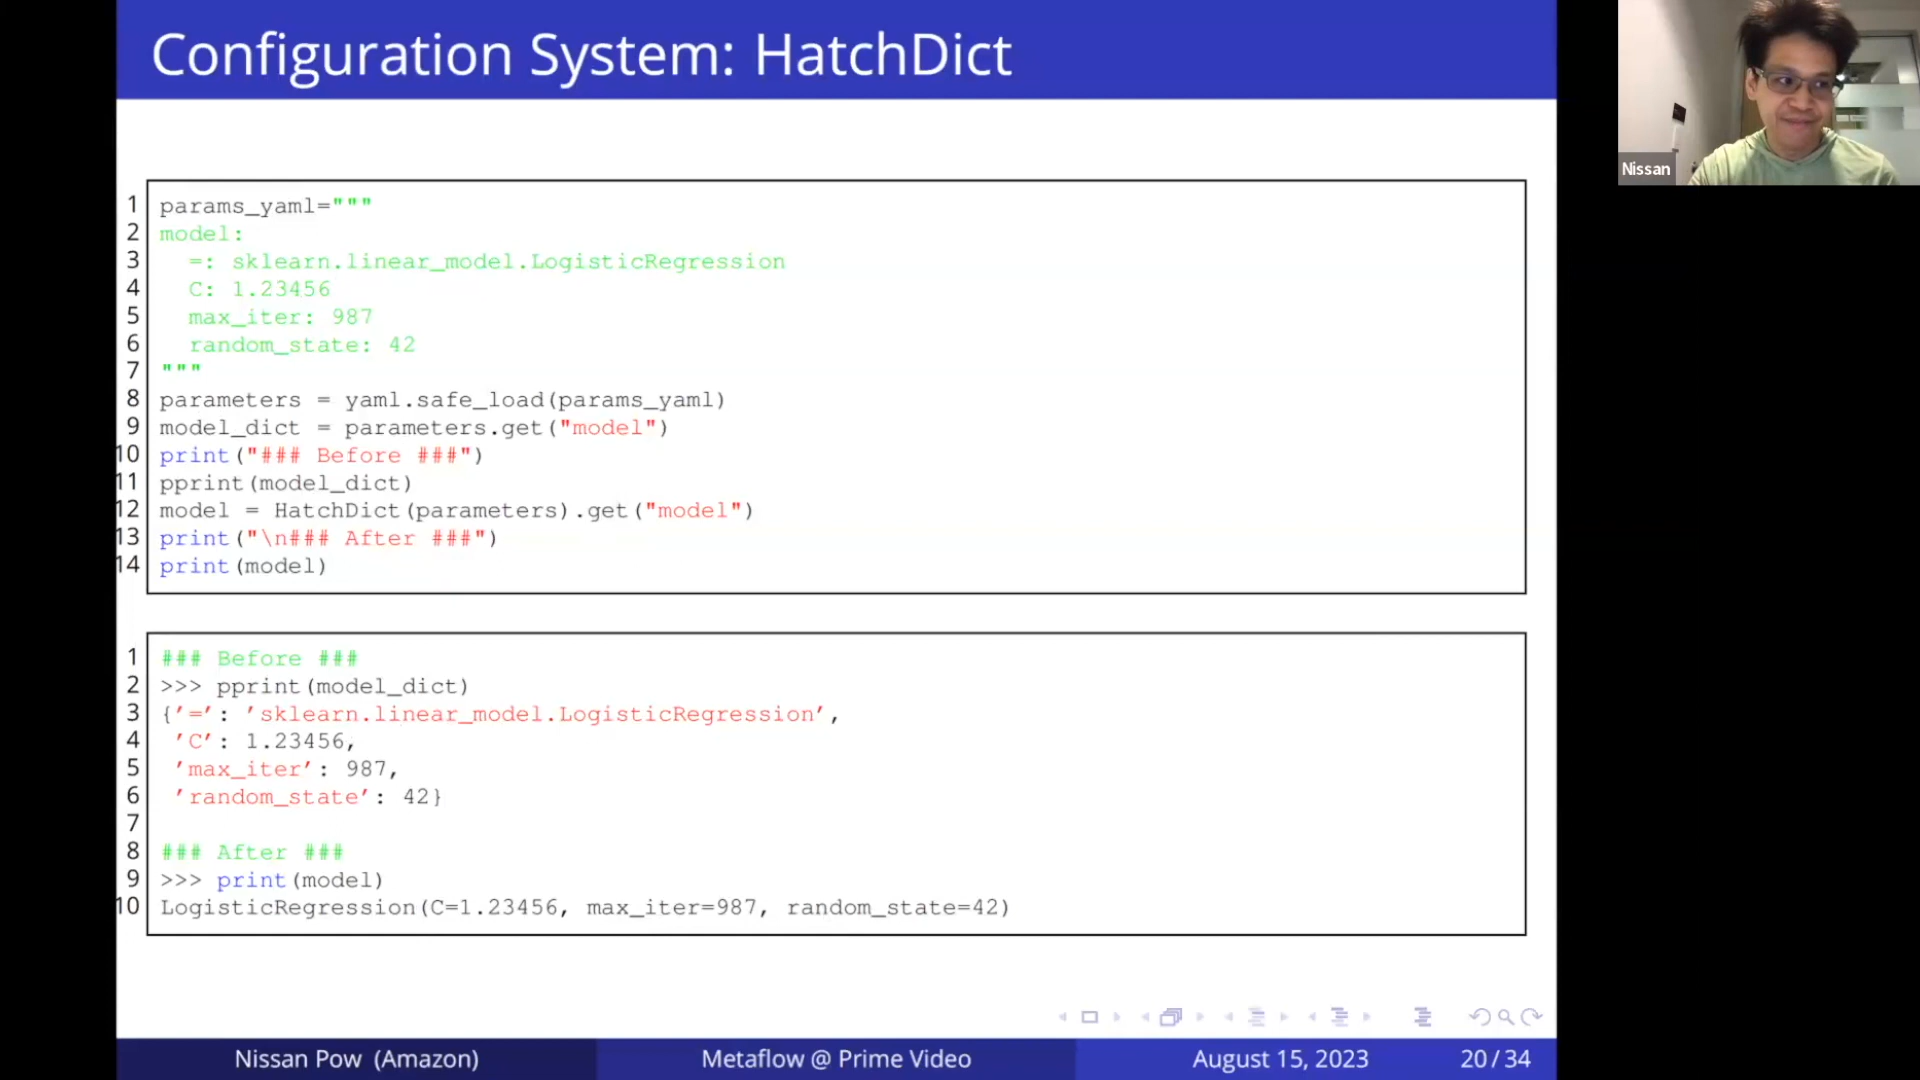 Configuration System: HatchDict
Nissan
1 params_yaml="""
2 model:
3   =: sklearn.linear_model.LogisticRegression
4   C: 1.23456
5   max_iter: 987
6   random_state: 42
7 """
8 parameters = yaml.safe_load(params_yaml)
9 model_dict = parameters.get("model")
10 print("### Before ###")
11 pprint(model_dict)
12 model = HatchDict(parameters).get("model")
13 print("\n### After ###")
14 print(model)
1 ### Before ###
2 >>> pprint(model_dict)
3 {'=': 'sklearn.linear_model.LogisticRegression',
4  'C': 1.23456,
5  'max_iter': 987,
6  'random_state': 42}
7
8 ### After ###
9 >>> print(model)
10 LogisticRegression(C=1.23456, max_iter=987, random_state=42)
Nissan Pow (Amazon) Metaflow @ Prime Video August 15, 2023 20 / 34